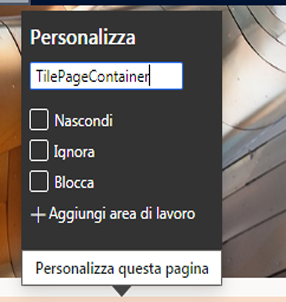 Personalizza
TilePageContainer
Nascondi
Ignora
Blocca
Aggiungi area di lavoro
Personalizza questa pagina